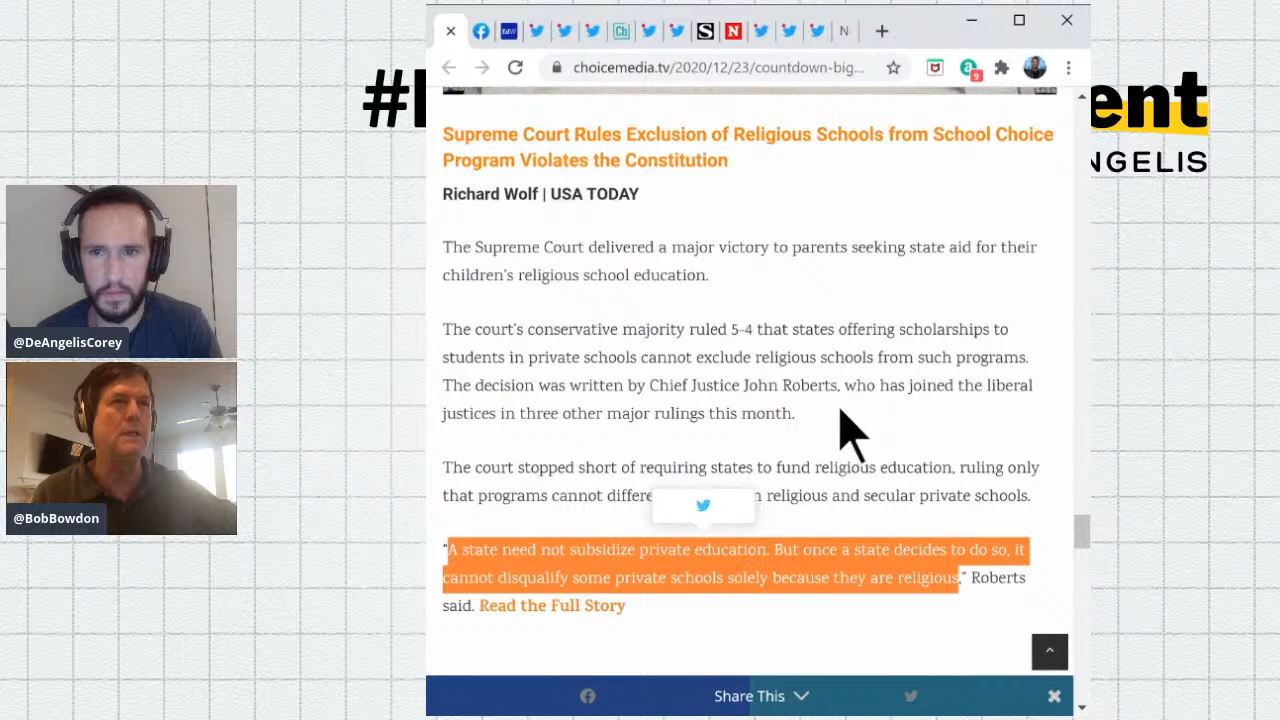 choicemedia.tv/2020/12/23/countdown-big...
9
EdW
Ch
S
N
N
#
ent
NGELIS
Supreme Court Rules Exclusion of Religious Schools from School Choice
Program Violates the Constitution
Richard Wolf | USA TODAY
The Supreme Court delivered a major victory to parents seeking state aid for their
children's religious school education.
The court's conservative majority ruled 5-4 that states offering scholarships to
students in private schools cannot exclude religious schools from such programs.
The decision was written by Chief Justice John Roberts, who has joined the liberal
justices in three other major rulings this month.
The court stopped short of requiring states to fund religious education, ruling only
that programs cannot differe religious and secular private schools.
"A state need not subsidize private education. But once a state decides to do so, it
cannot disqualify some private schools solely because they are religious," Roberts
said. Read the Full Story
Share This
@DeAngelisCorey
@BobBowdon